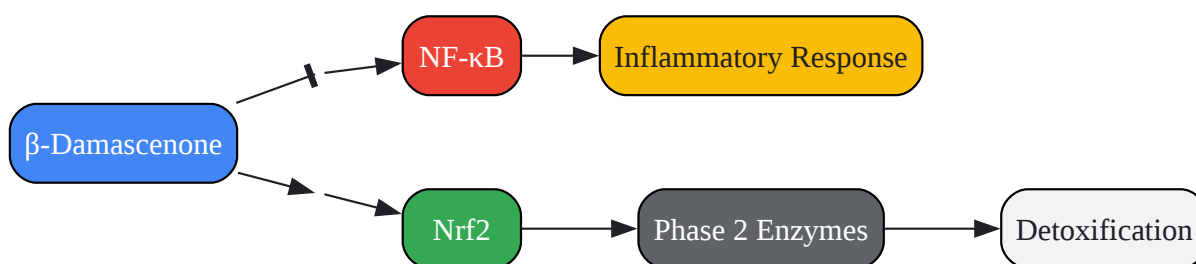 NF-κB
Inflammatory Response
β-Damascenone
Nrf2
Phase 2 Enzymes
Detoxification